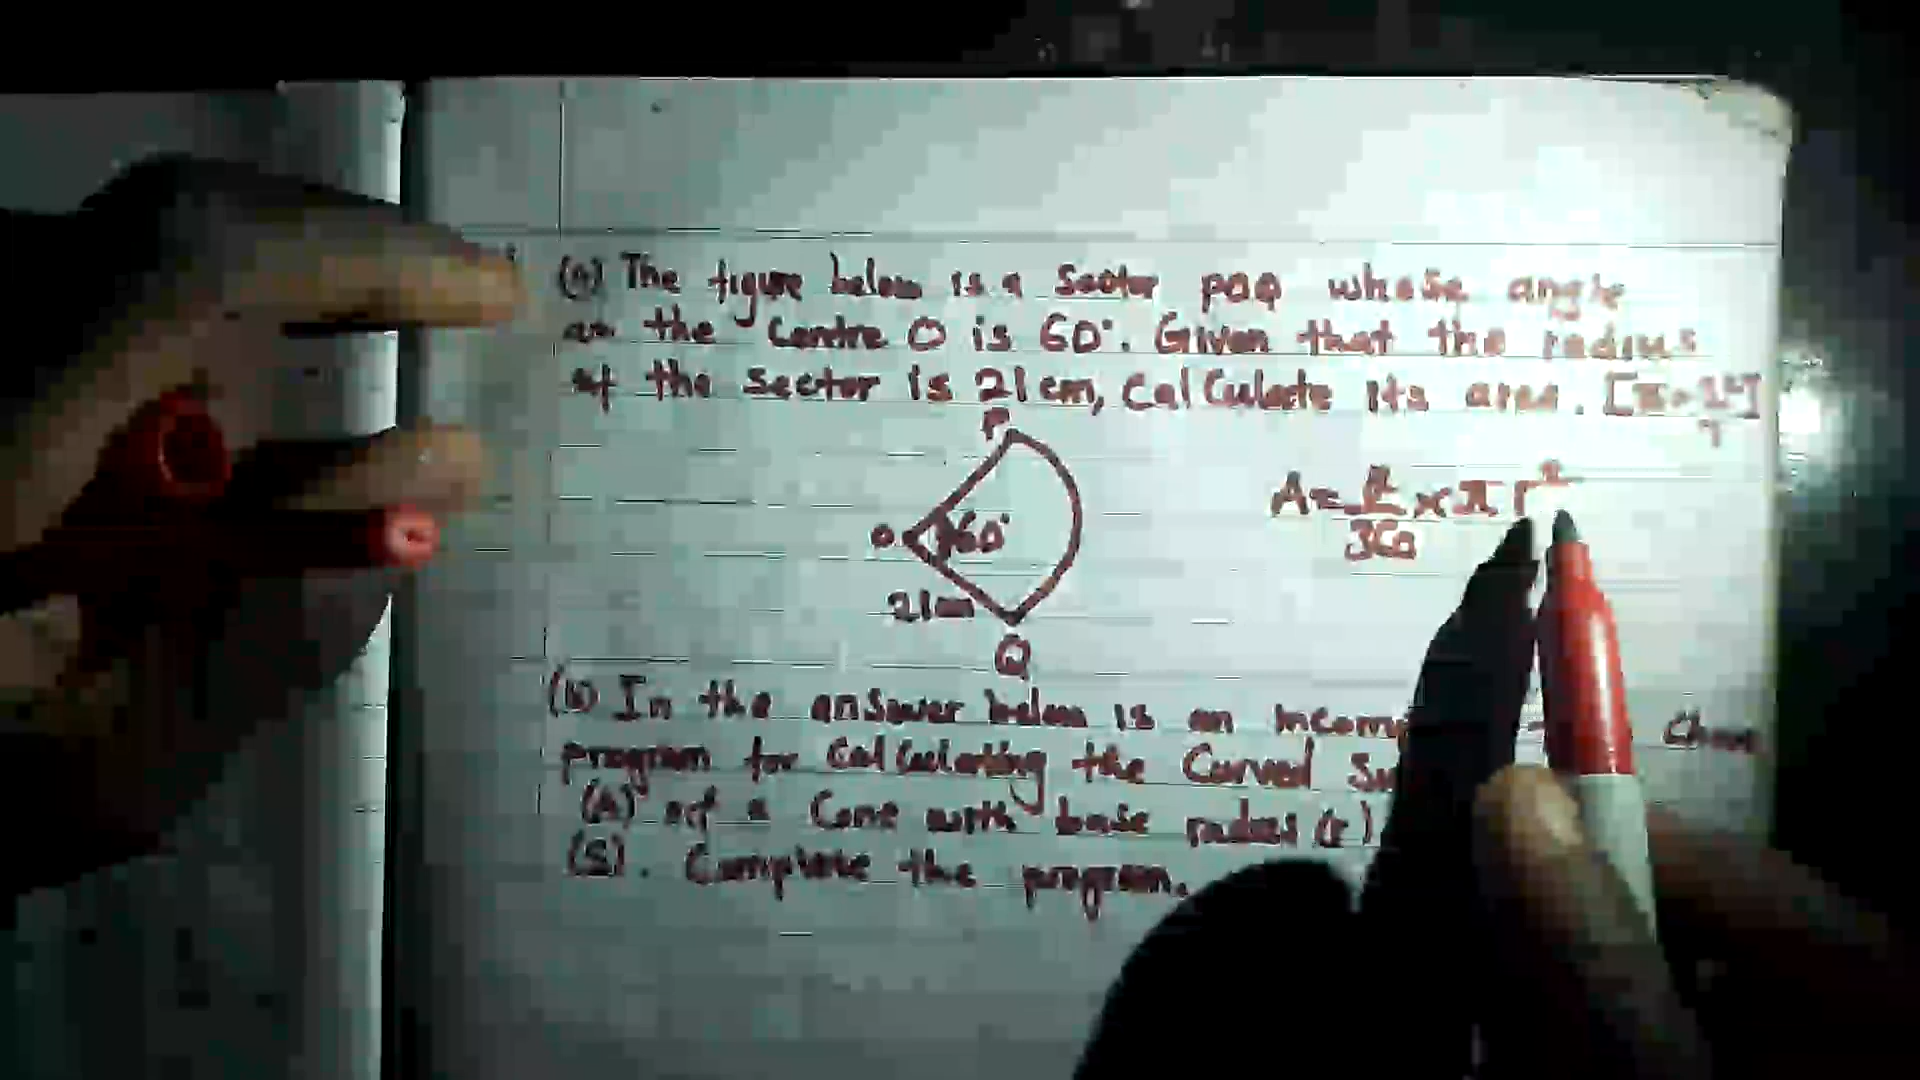 (a) The figure below is a Sector POQ whose angle
on the Centre O is 60°. Given that the radius
of the Sector is 21cm, Calculate its area. [π=22/7]
P
A = /360 × π r²
O 60°
21cm
Q
(b) In the answer below is an
program for Calculating the Curved
(A) of a Cone with base radius (r)
(S). Complete the program.